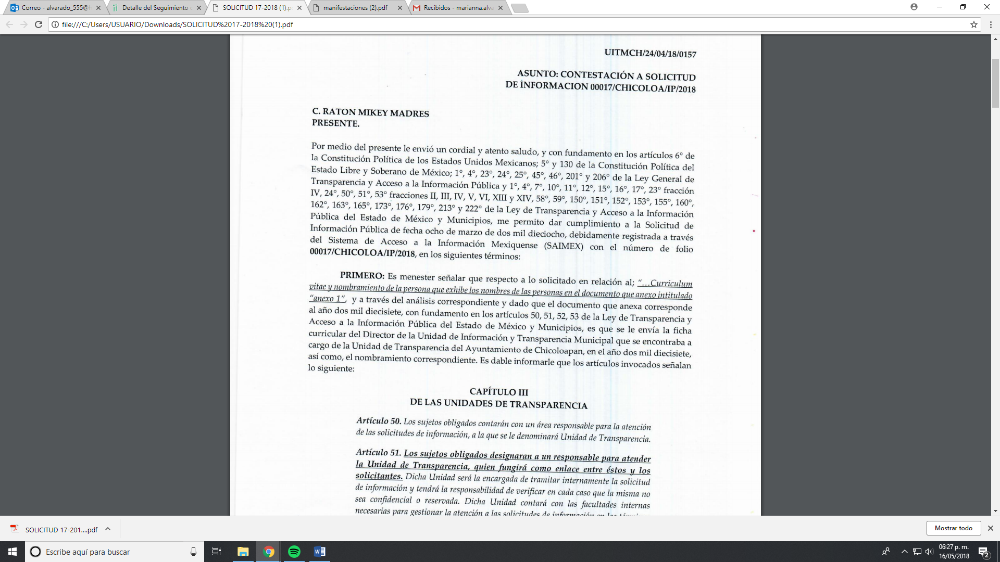 Correo - alvarado_555@h
Detalle del Seguimiento
SOLICITUD 17-2018 (1).p
manifestaciones (2).pdf
Recibidos - marianna.alva
file:///C:/Users/USUARIO/Downloads/SOLICITUD%2017-2018%20(1).pdf
UITMCH/24/04/18/0157
ASUNTO: CONTESTACIÓN A SOLICITUD
DE INFORMACION 00017/CHICOLOA/IP/2018
C. RATON MIKEY MADRES
PRESENTE.
Por medio del presente le envió un cordial y atento saludo, y con fundamento en los artículos 6° de
la Constitución Política de los Estados Unidos Mexicanos; 5° y 130 de la Constitución Política del
Estado Libre y Soberano de México; 1°, 4°, 23°, 24°, 25°, 45°, 46°, 201° y 206° de la Ley General de
Transparencia y Acceso a la Información Pública y 1°, 4°, 7°, 10°, 11°, 12°, 15°, 16°, 17°, 23° fracción
IV, 24°, 50°, 51°, 53° fracciones II, III, IV, V, VI, XIII y XIV, 58°, 59°, 150°, 151°, 152°, 153°, 155°, 160°,
162°, 163°, 165°, 173°, 176°, 179°, 213° y 222° de la Ley de Transparencia y Acceso a la Información
Pública del Estado de México y Municipios, me permito dar cumplimiento a la Solicitud de
Información Pública de fecha ocho de marzo de dos mil dieciocho, debidamente registrada a través
del Sistema de Acceso a la Información Mexiquense (SAIMEX) con el número de folio
00017/CHICOLOA/IP/2018, en los siguientes términos:
PRIMERO: Es menester señalar que respecto a lo solicitado en relación al; “…Curriculum
vitae y nombramiento de la persona que exhibe los nombres de las personas en el documento que anexo intitulado
“anexo 1”, y a través del análisis correspondiente y dado que el documento que anexa corresponde
al año dos mil diecisiete, con fundamento en los artículos 50, 51, 52, 53 de la Ley de Transparencia y
Acceso a la Información Pública del Estado de México y Municipios, es que se le envía la ficha
curricular del Director de la Unidad de Información y Transparencia Municipal que se encontraba a
cargo de la Unidad de Transparencia del Ayuntamiento de Chicoloapan, en el año dos mil diecisiete,
así como, el nombramiento correspondiente. Es dable informarle que los artículos invocados señalan
lo siguiente:
CAPÍTULO III
DE LAS UNIDADES DE TRANSPARENCIA
Artículo 50. Los sujetos obligados contarán con un área responsable para la atención
de las solicitudes de información, a la que se le denominará Unidad de Transparencia.
Artículo 51. Los sujetos obligados designaran a un responsable para atender
la Unidad de Transparencia, quien fungirá como enlace entre éstos y los
solicitantes. Dicha Unidad será la encargada de tramitar internamente la solicitud
de información y tendrá la responsabilidad de verificar en cada caso que la misma no
sea confidencial o reservada. Dicha Unidad contará con las facultades internas
necesarias para gestionar la atención a las solicitudes de información en los
SOLICITUD 17-201....pdf
Mostrar todo
Escribe aquí para buscar
06:27 p. m.
16/05/2018
2